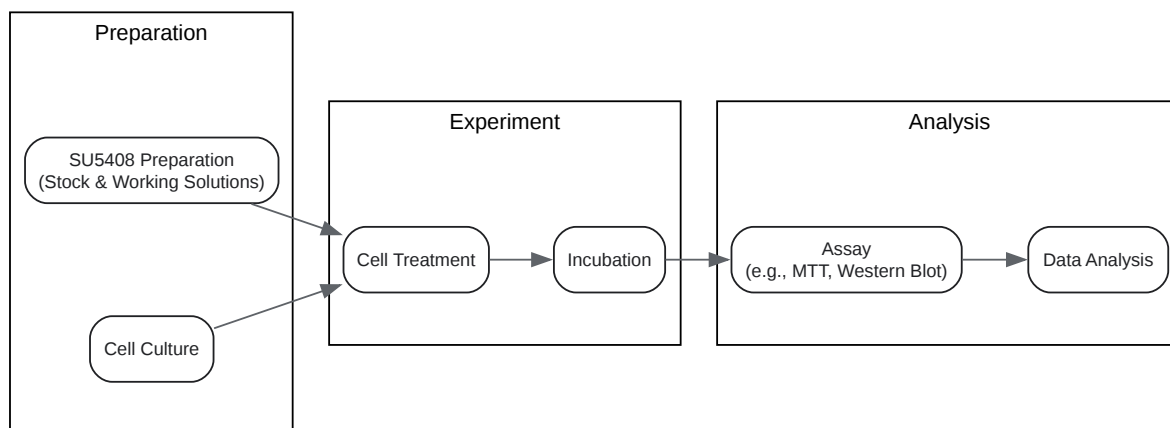 Preparation
SU5408 Preparation
(Stock & Working Solutions)
Cell Culture
Experiment
Cell Treatment
Incubation
Analysis
Assay
(e.g., MTT, Western Blot)
Data Analysis